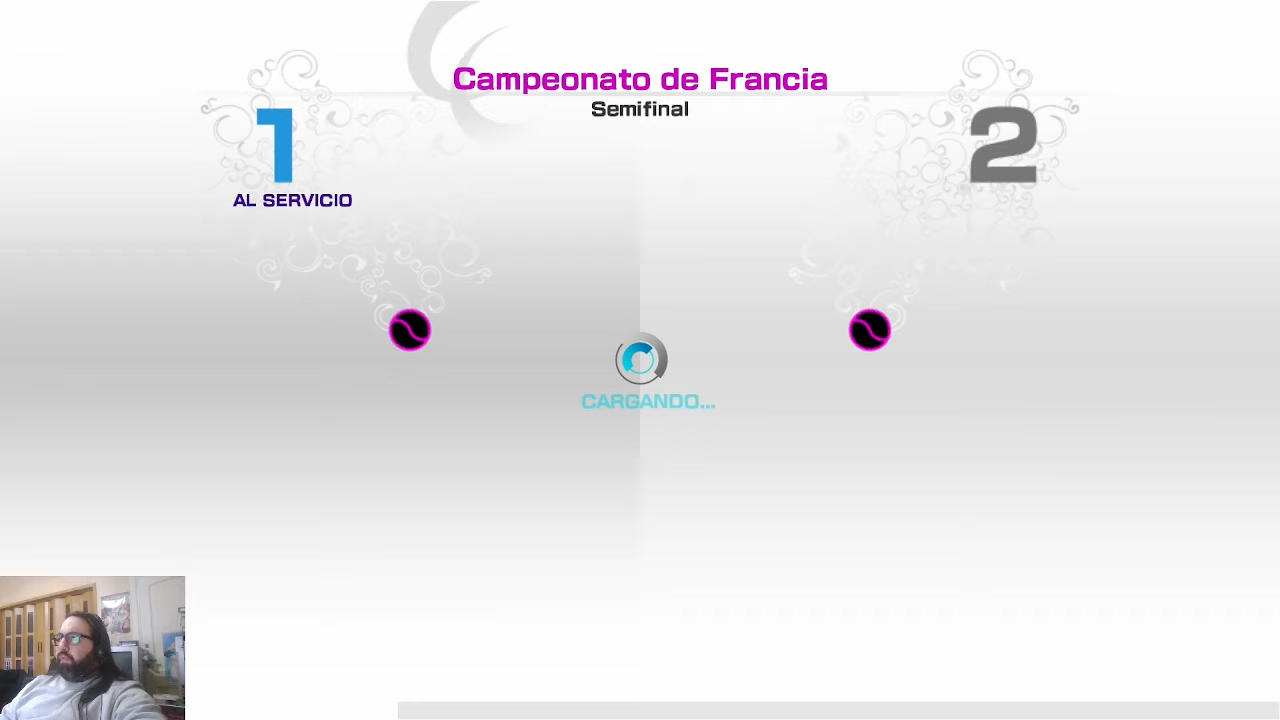 Campeonato de Francia
Semifinal
1
2
AL SERVICIO
CARGANDO...